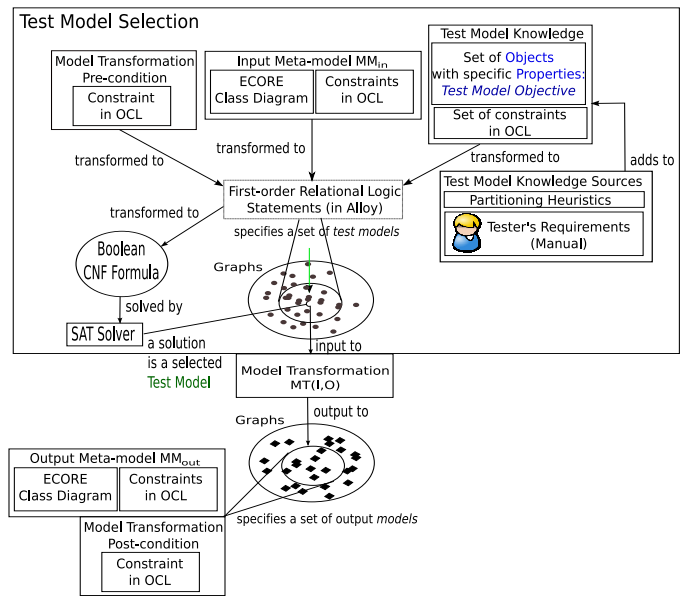 Test Model Selection
Model Transformation
Pre-condition
Constraint
in OCL
Input Meta-model MMin
ECORE
Class Diagram
Constraints
in OCL
Test Model Knowledge
Set of Objects
with specific Properties:
Test Model Objective
Set of constraints
in OCL
transformed to
transformed to
transformed to
adds to
Test Model Knowledge Sources
Partitioning Heuristics
Tester's Requirements
(Manual)
First-order Relational Logic
Statements (in Alloy)
transformed to
specifies a set of test models
Boolean
CNF Formula
Graphs
solved by
SAT Solver
a solution
is a selected
Test Model
input to
Model Transformation
MT(I,O)
output to
Graphs
Output Meta-model MMout
ECORE
Class Diagram
Constraints
in OCL
specifies a set of output models
Model Transformation
Post-condition
Constraint
in OCL